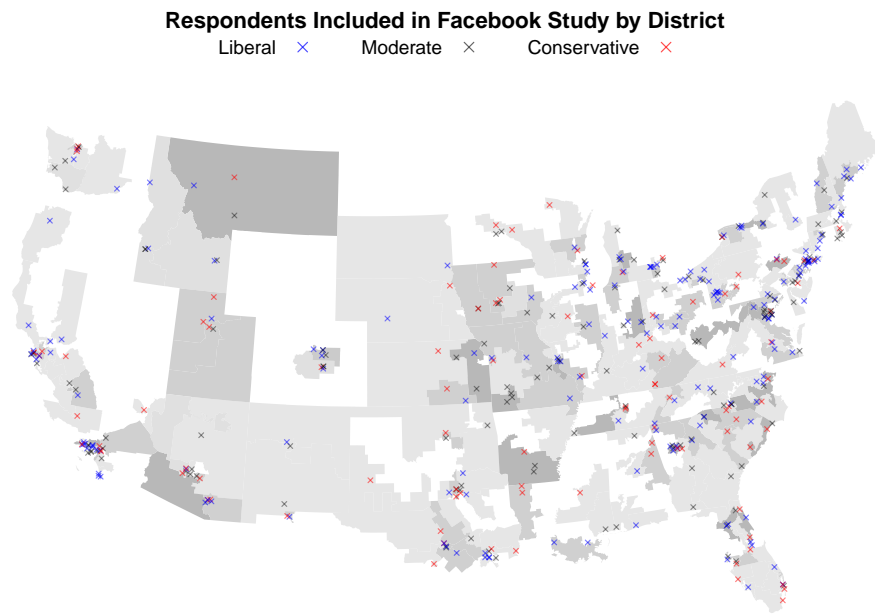 Respondents Included in Facebook Study by District
Liberal × Moderate × Conservative ×